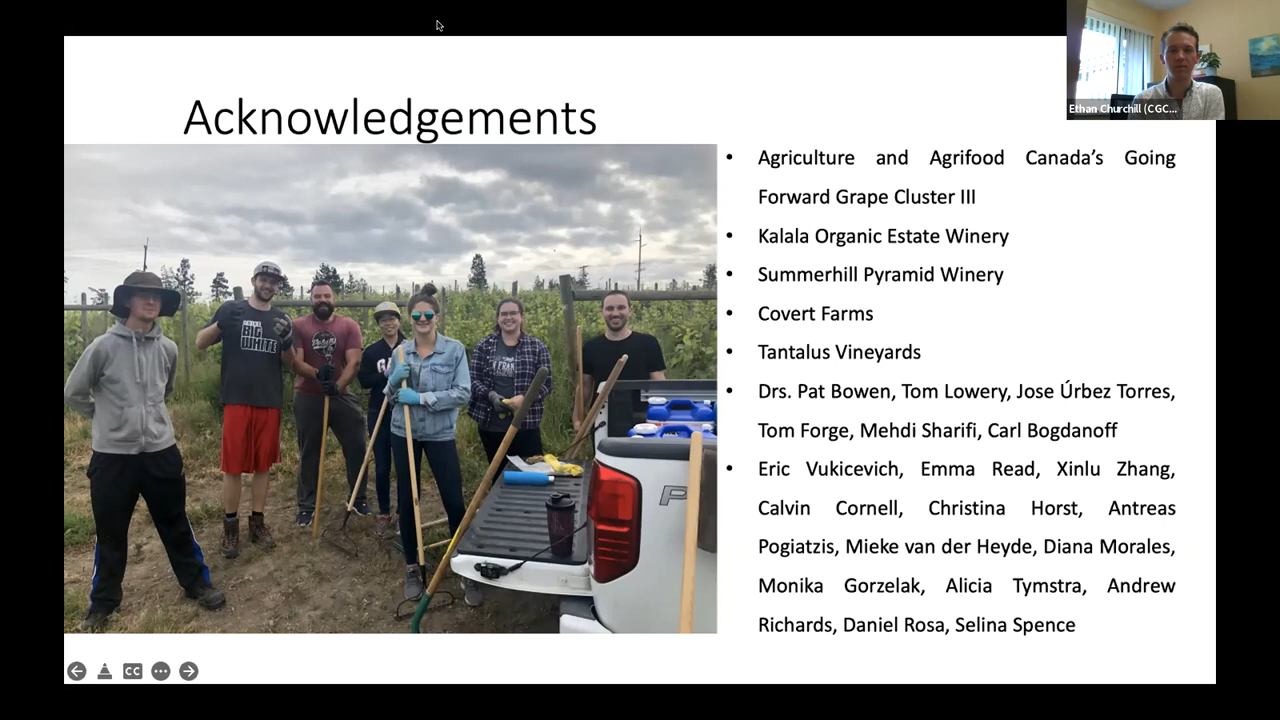 Ethan Churchill (CGC...
Acknowledgements
• Agriculture and Agrifood Canada's Going
Forward Grape Cluster III
• Kalala Organic Estate Winery
• Summerhill Pyramid Winery
• Covert Farms
• Tantalus Vineyards
• Drs. Pat Bowen, Tom Lowery, Jose Úrbez Torres,
Tom Forge, Mehdi Sharifi, Carl Bogdanoff
• Eric Vukicevich, Emma Read, Xinlu Zhang,
Calvin Cornell, Christina Horst, Antreas
Pogiatzis, Mieke van der Heyde, Diana Morales,
Monika Gorzelak, Alicia Tymstra, Andrew
Richards, Daniel Rosa, Selina Spence
BIG
WHITE
CC